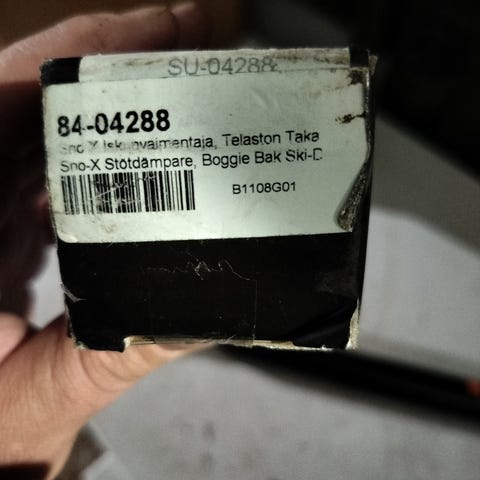 SU-04288
84-04288
Sno-X Iskunvaimentaja, Telaston Taka
Sno-X Stötdämpare, Boggie Bak Ski-D
B1108G01